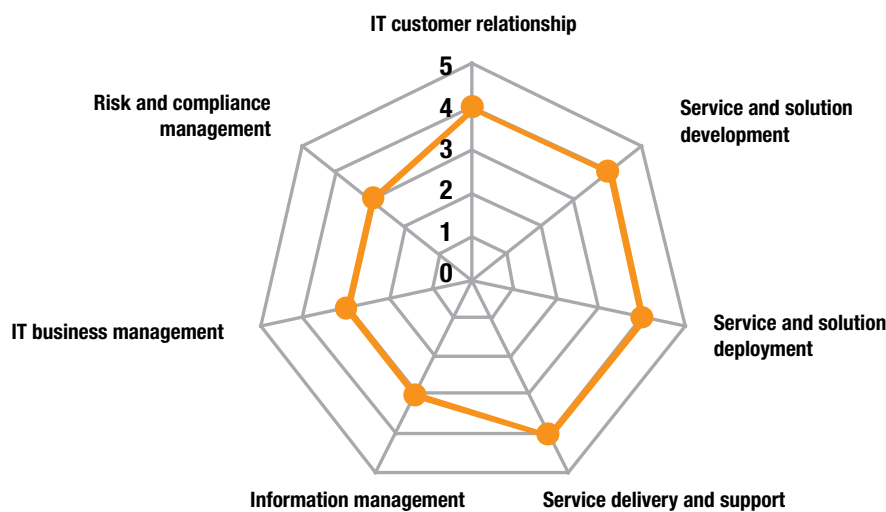 IT customer relationship
5
4
3
2
1
0
Risk and compliance
management
Service and solution
development
IT business management
Service and solution
deployment
Information management
Service delivery and support